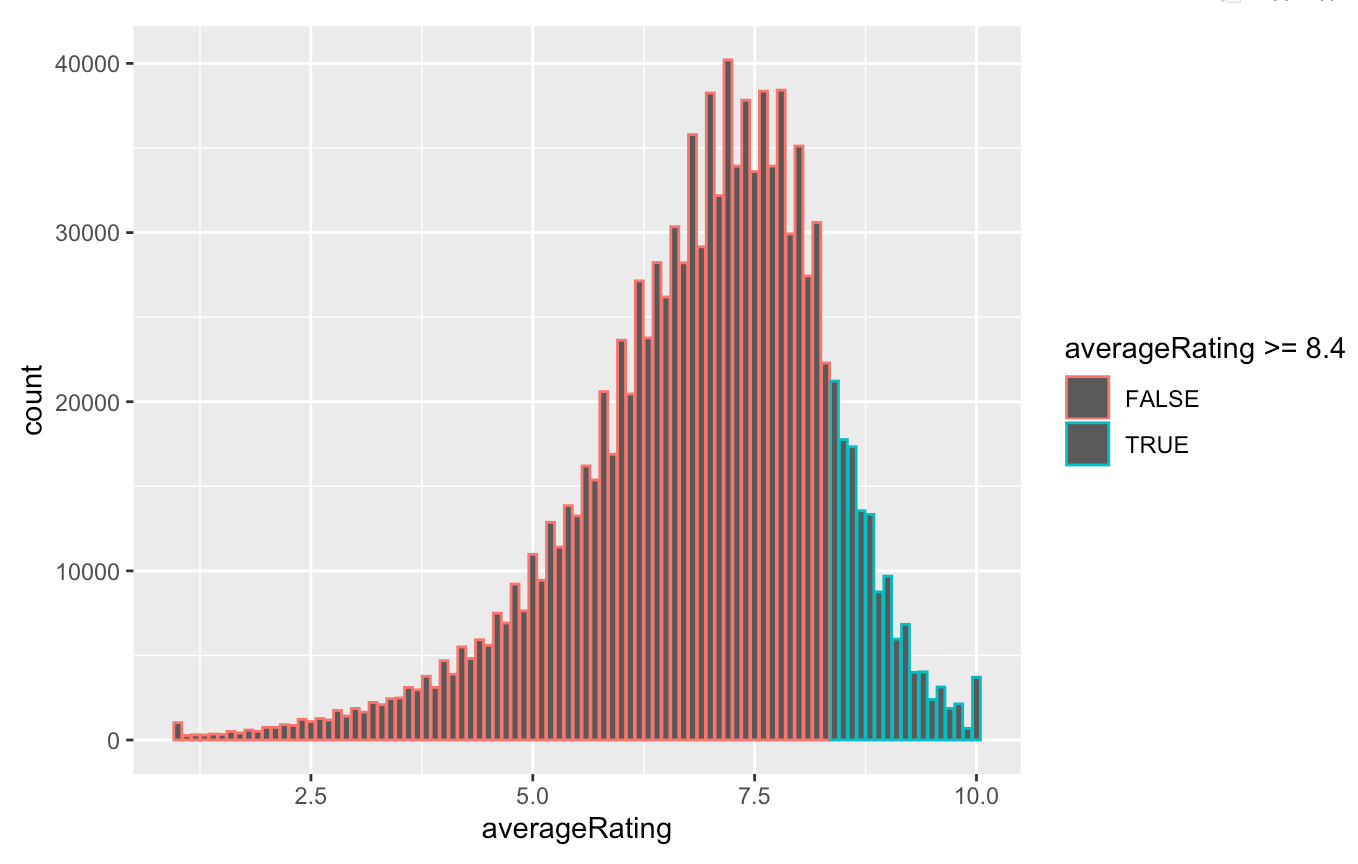 40000
30000
20000
10000
0
count
2.5 5.0 7.5 10.0
averageRating
averageRating >= 8.4
FALSE
TRUE